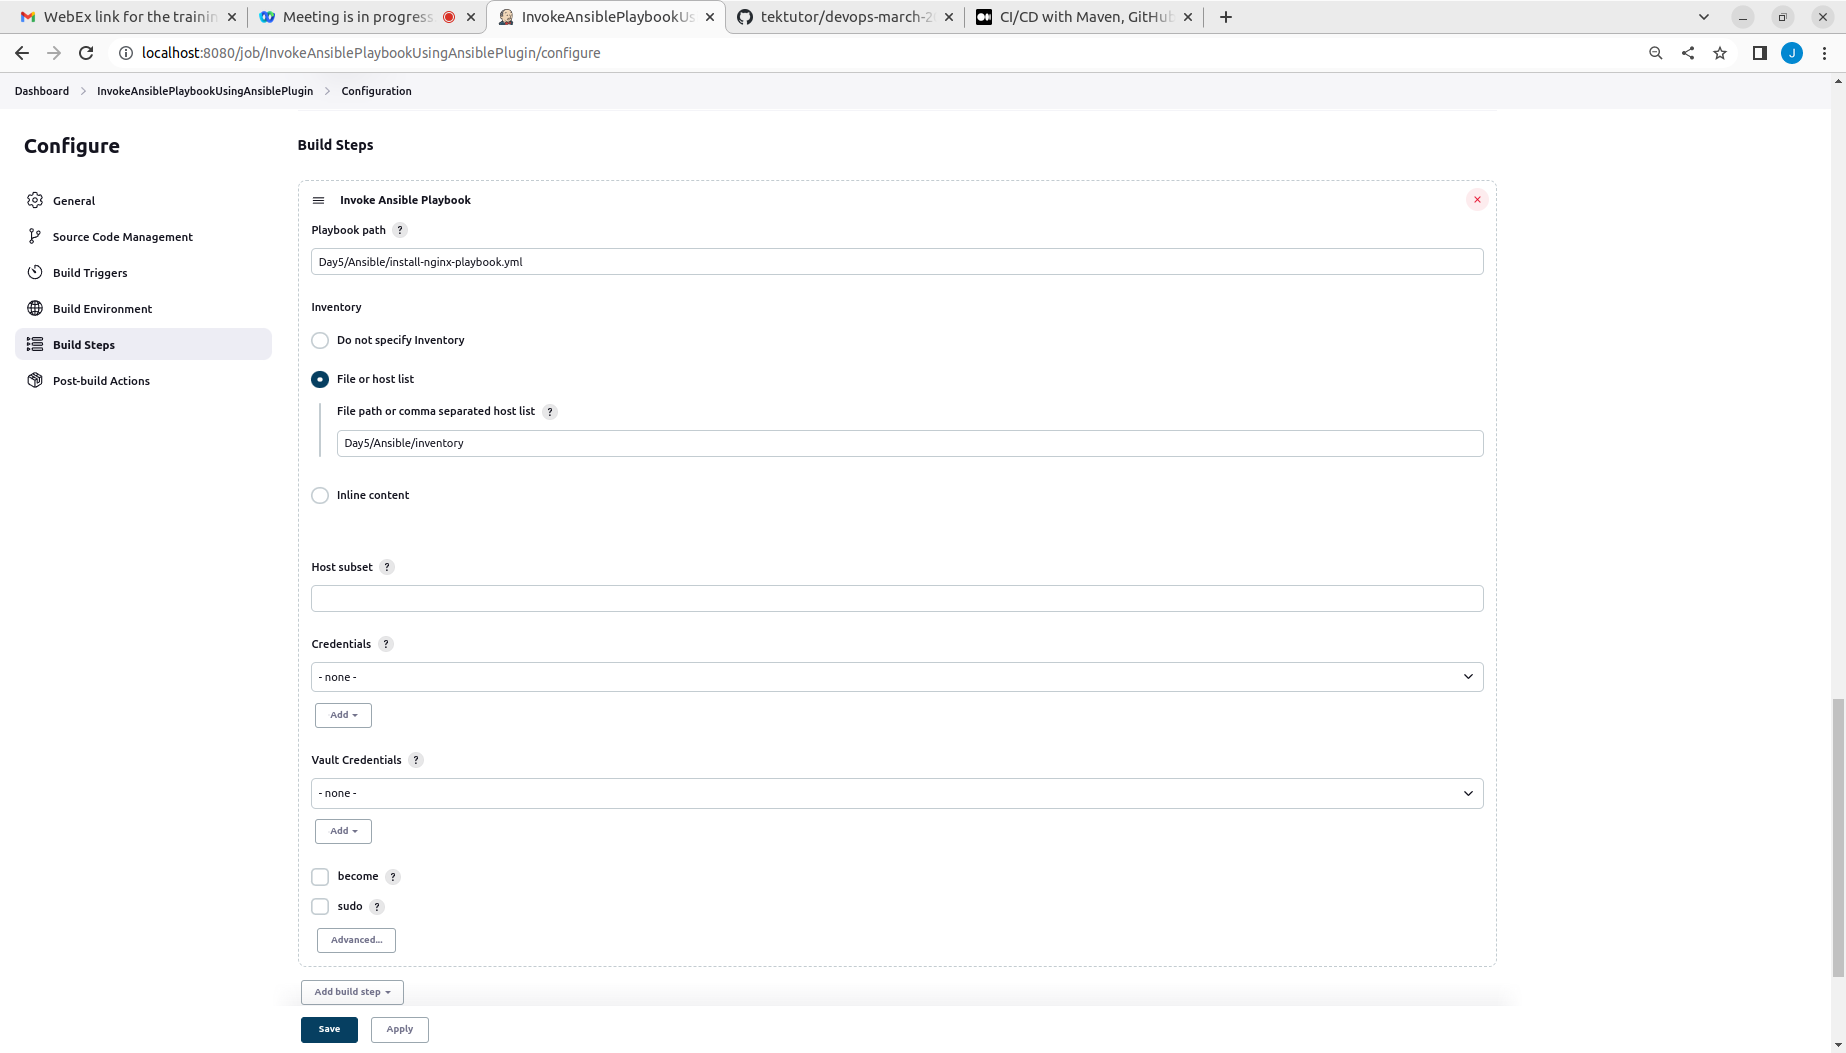 WebEx link for the trainin
Meeting is in progress
InvokeAnsiblePlaybookUs
tektutor/devops-march-2
CI/CD with Maven, GitHub
localhost:8080/job/InvokeAnsiblePlaybookUsingAnsiblePlugin/configure
J
Dashboard > InvokeAnsiblePlaybookUsingAnsiblePlugin > Configuration
Configure
General
Source Code Management
Build Triggers
Build Environment
Build Steps
Post-build Actions
Build Steps
Invoke Ansible Playbook
Playbook path ?
Day5/Ansible/install-nginx-playbook.yml
Inventory
Do not specify Inventory
File or host list
File path or comma separated host list ?
Day5/Ansible/inventory
Inline content
Host subset ?
Credentials ?
- none -
Add
Vault Credentials ?
- none -
Add
become ?
sudo ?
Advanced...
Add build step
Save
Apply